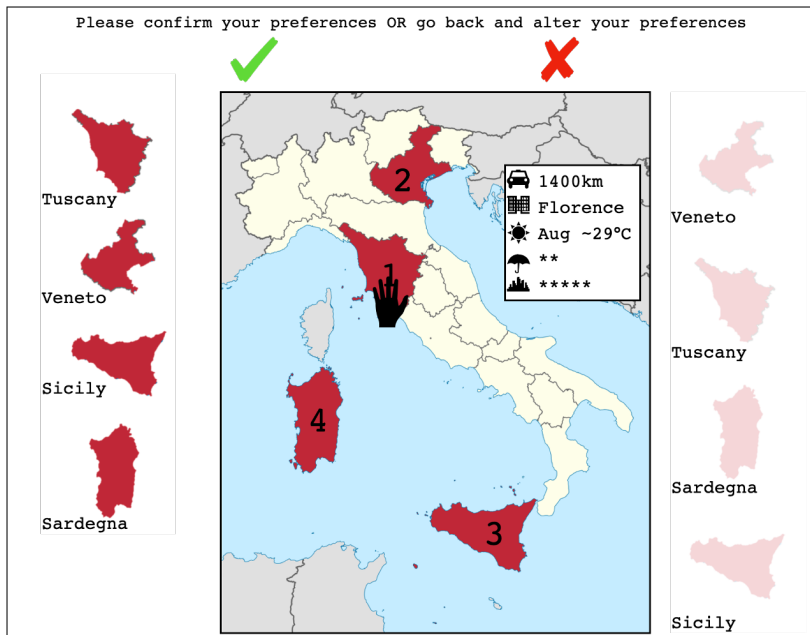 Please confirm your preferences OR go back and alter your preferences
Tuscany
Veneto
Sicily
Sardegna
2
1
4
3
1400km
Florence
Aug ~29°C
**
*****
Veneto
Tuscany
Sardegna
Sicily